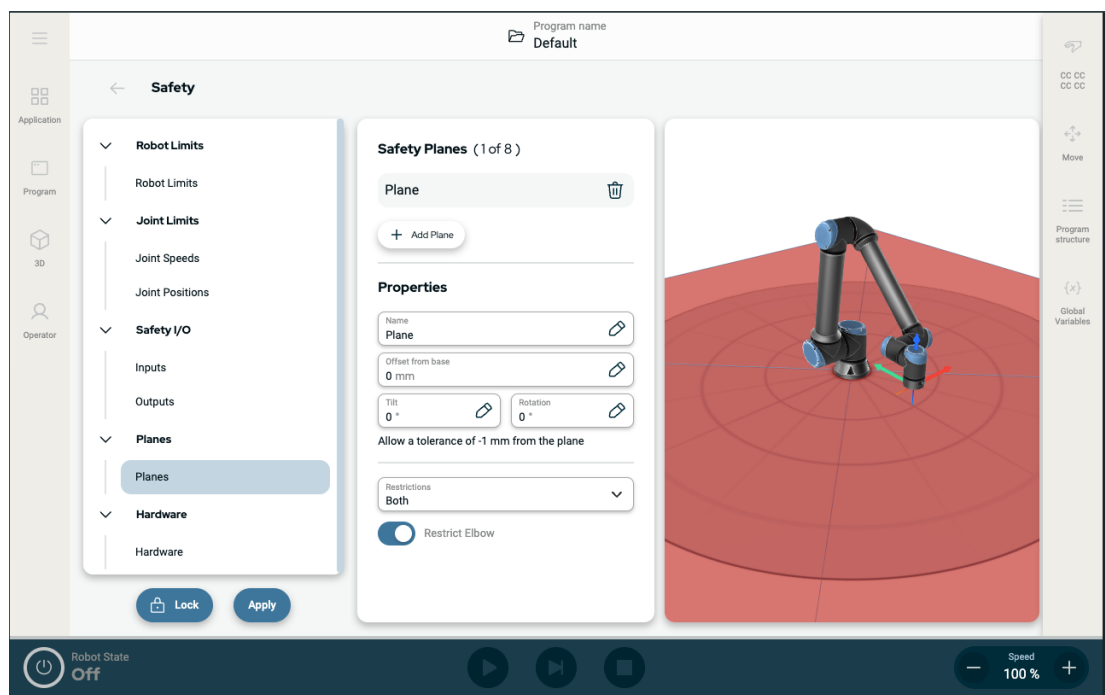 Program name
Default
Application
Program
3D
Operator
Safety
Robot Limits
Robot Limits
Joint Limits
Joint Speeds
Joint Positions
Safety I/O
Inputs
Outputs
Planes
Planes
Hardware
Hardware
Lock
Apply
Safety Planes (1 of 8)
Plane
+ Add Plane
Properties
Name
Plane
Offset from base
0 mm
Tilt
0 °
Rotation
0 °
Allow a tolerance of -1 mm from the plane
Restrictions
Both
Restrict Elbow
CC CC
CC CC
Move
Program
structure
{x}
Global
Variables
Robot State
Off
Speed
100 %